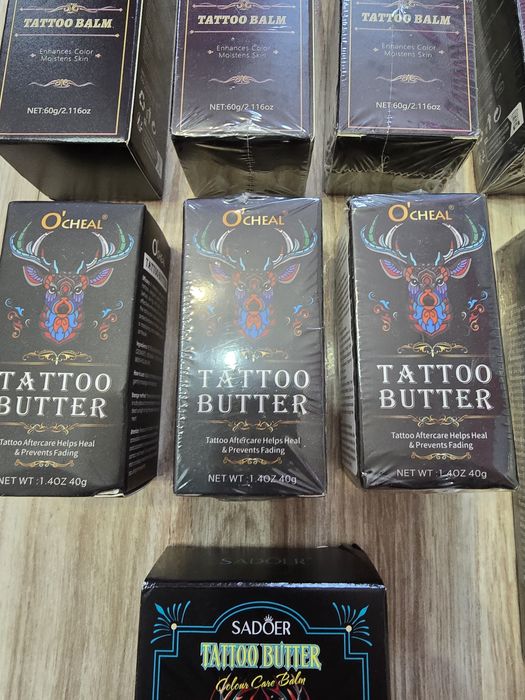 TATTOO BALM
Enhances Color
Moistens Skin
NET:60g/2.116oz
TATTOO BALM
Enhances Color
Moistens Skin
NET:60g/2.116oz
TATTOO BALM
Enhances Color
Moistens Skin
NET:60g/2.116oz
O'CHEAL®
TATTOO
BUTTER
Tattoo Aftercare Helps Heal
& Prevents Fading
NET WT :1.4OZ 40g
O'CHEAL®
TATTOO
BUTTER
Tattoo Aftercare Helps Heal
& Prevents Fading
NET WT :1.4OZ 40g
O'CHEAL®
TATTOO
BUTTER
Tattoo Aftercare Helps Heal
& Prevents Fading
NET WT :1.4OZ 40g
SADOER
SADOER
TATTOO BUTTER
Colour Care Balm